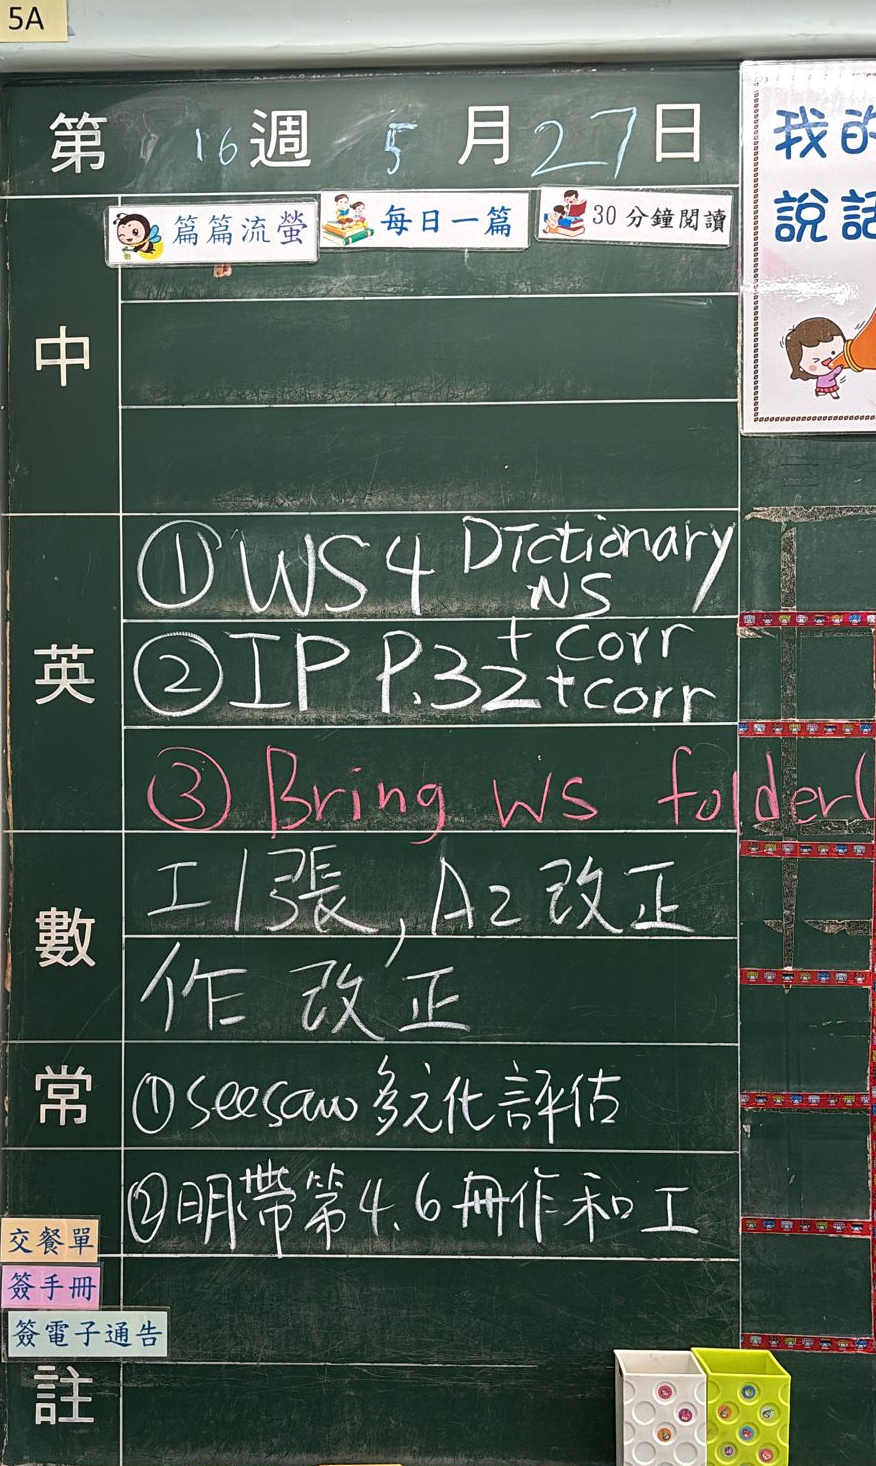 5A
第 16 週 5 月 27 日
篇篇流螢 每日一篇 30分鐘閱讀
我的
說話
中
英
① WS4 Dictionary
NS
+ corr
② IP P.32 + corr
③ Bring WS folder(
數
工1張, A2 改正
作 改正
常
① seesaw 多元化評估
② 明帶第4.6冊作和工
交餐單
簽手冊
簽電子通告
註